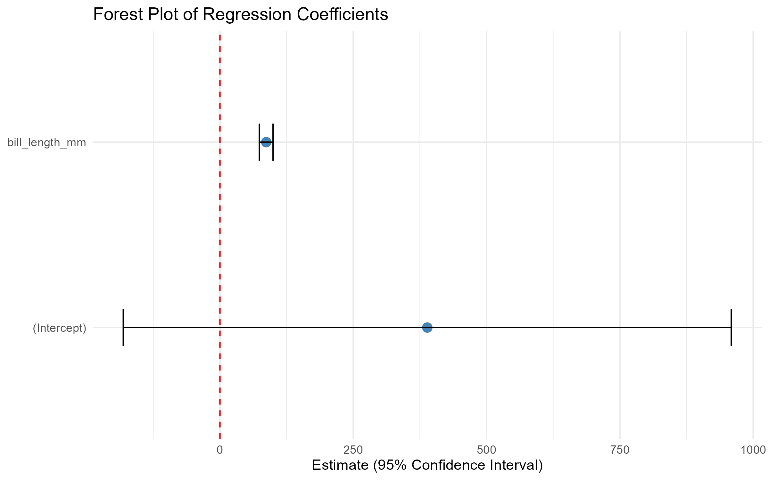 Forest Plot of Regression Coefficients
bill_length_mm
(Intercept)
0 250 500 750 1000
Estimate (95% Confidence Interval)